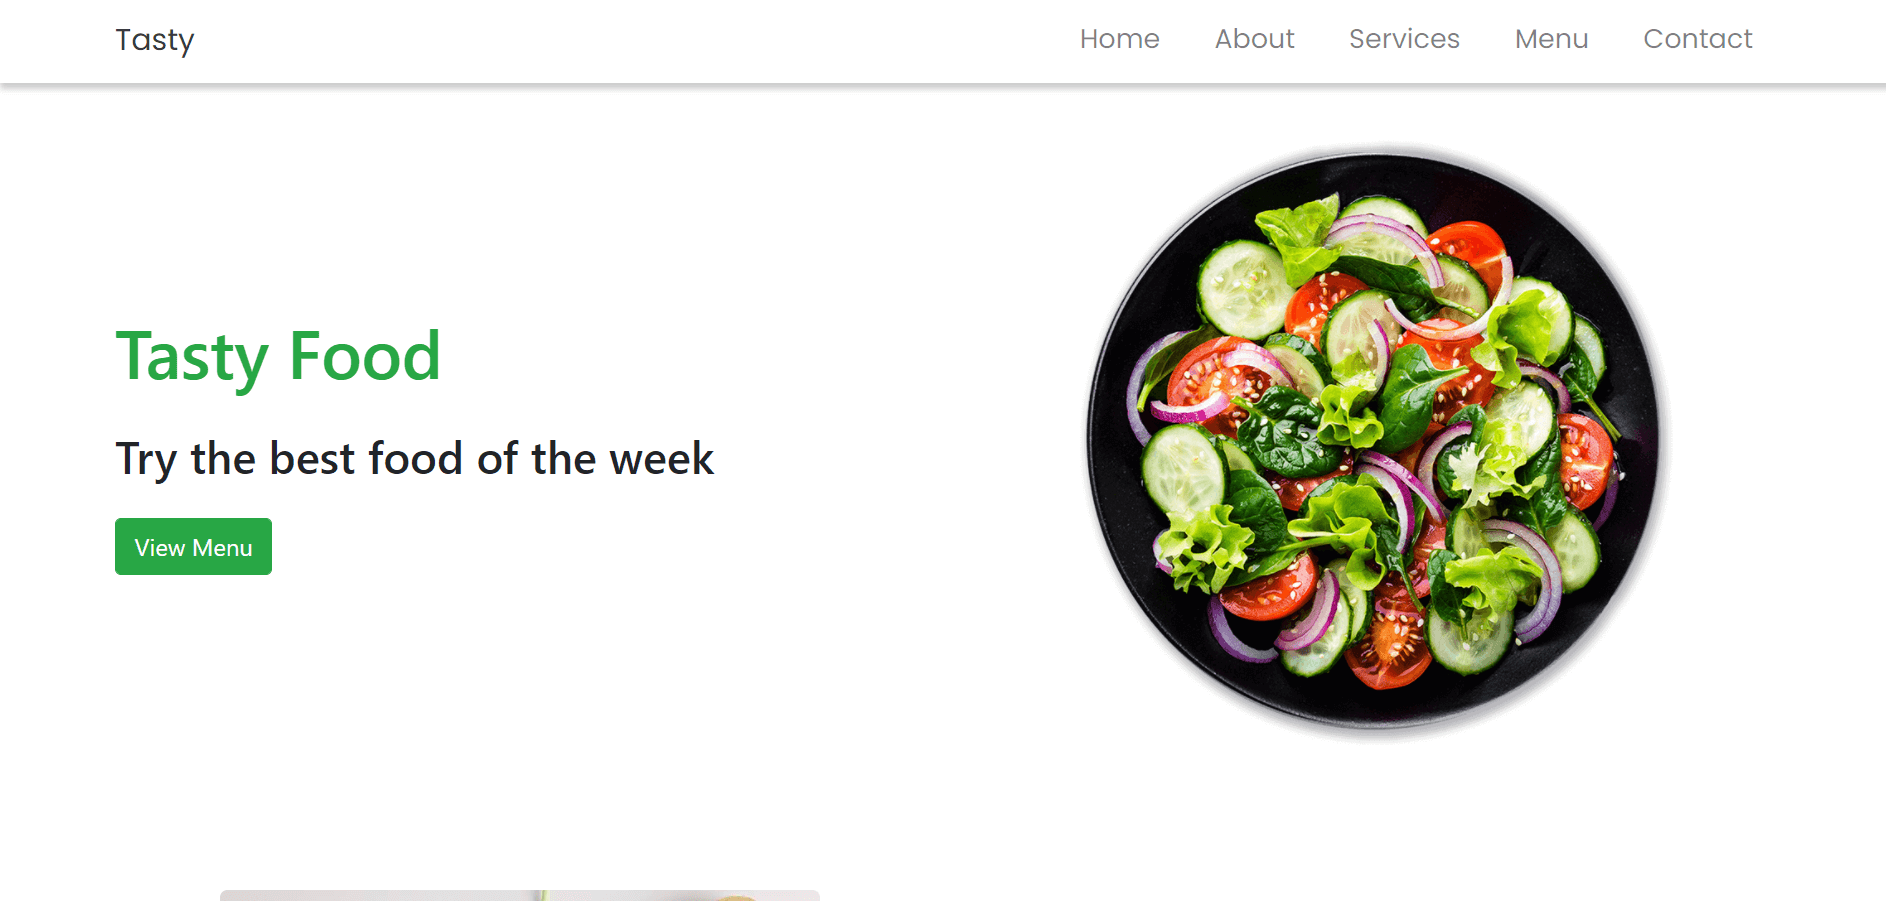 Tasty
Home About Services Menu Contact
Tasty Food
Try the best food of the week
View Menu